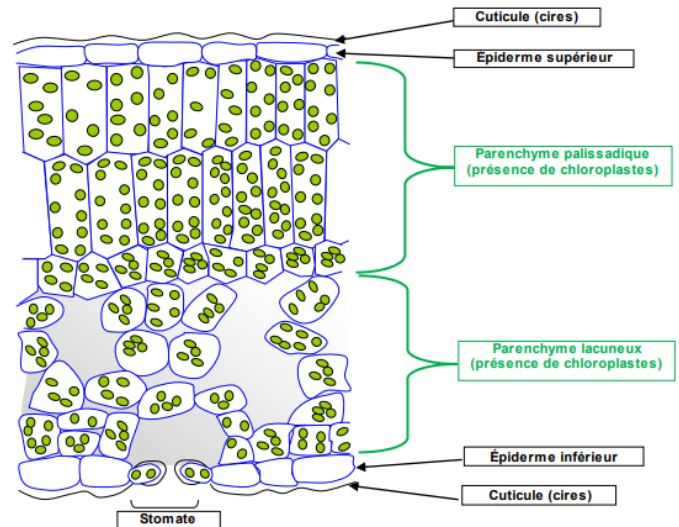 Cuticule (cires)
Épiderme supérieur
Parenchyme palissadique
(présence de chloroplastes)
Parenchyme lacuneux
(présence de chloroplastes)
Épiderme inférieur
Cuticule (cires)
Stomate